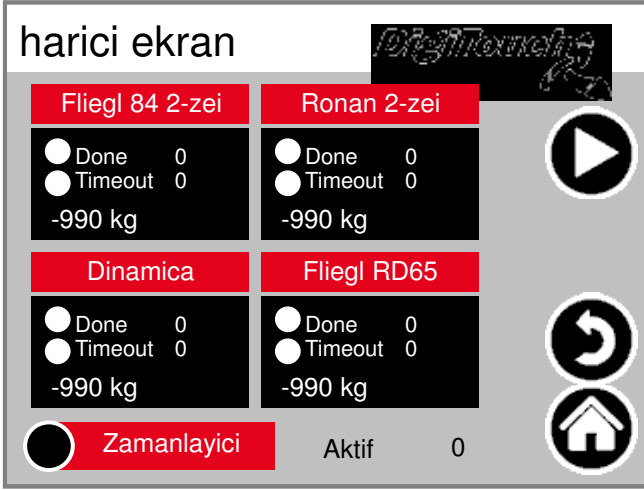 harici ekran
DigiTouch
Fliegl 84 2-zei
Ronan 2-zei
Done 0
Timeout 0
-990 kg
Done 0
Timeout 0
-990 kg
Dinamica
Fliegl RD65
Done 0
Timeout 0
-990 kg
Done 0
Timeout 0
-990 kg
Zamanlayici
Aktif 0